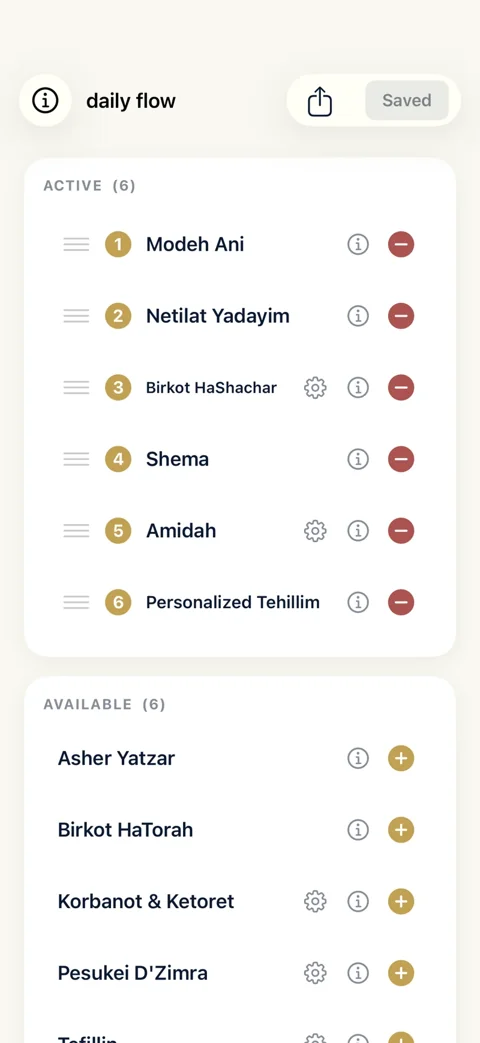 daily flow
Saved
ACTIVE (6)
1 Modeh Ani
2 Netilat Yadayim
3 Birkot HaShachar
4 Shema
5 Amidah
6 Personalized Tehillim
AVAILABLE (6)
Asher Yatzar
Birkot HaTorah
Korbanot & Ketoret
Pesukei D'Zimra
Tefillin